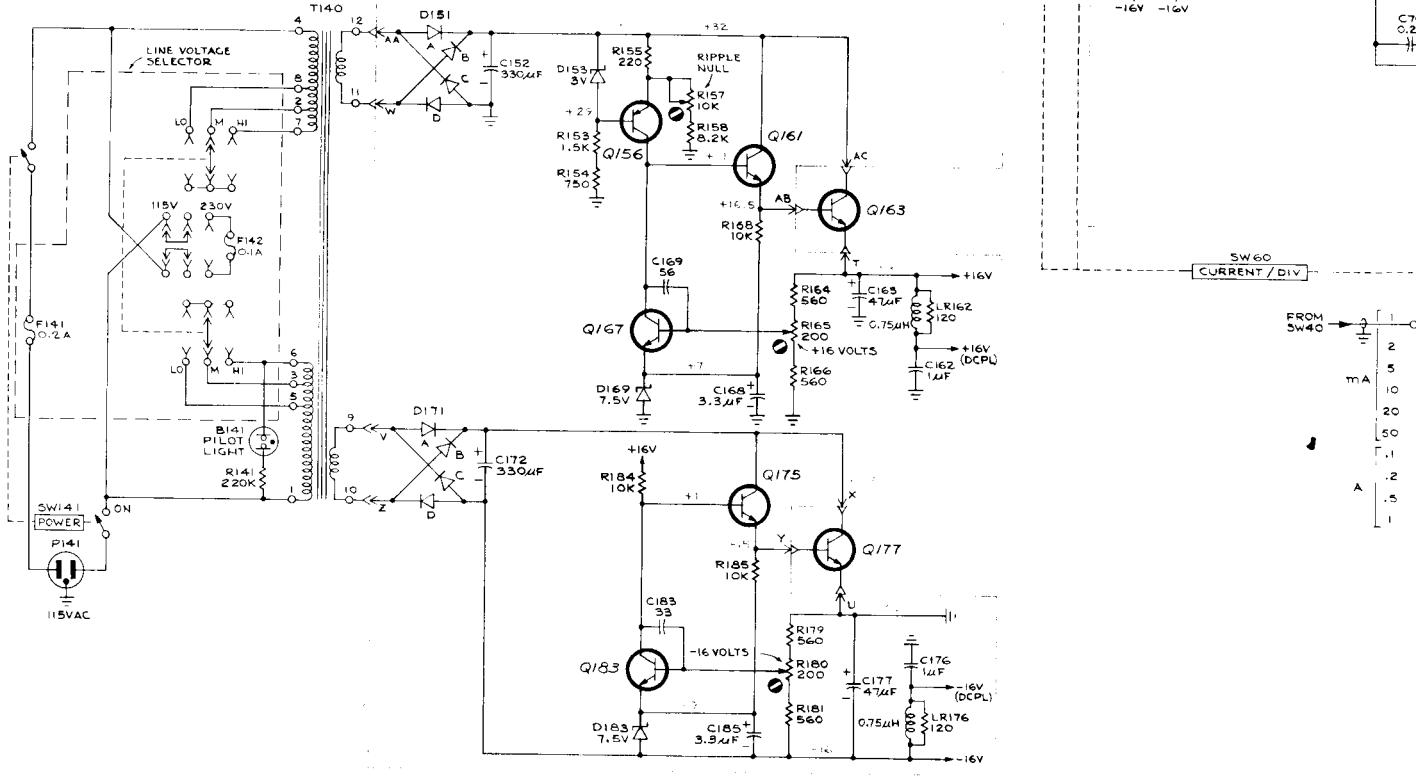 -16V -16V
C7
0.2
T140
4
12
D151
AA
A
B
C
D
+32
LINE VOLTAGE
SELECTOR
C152
330µF
+
-
R155
220
RIPPLE
NULL
D153
3V
R157
10K
8
2
7
11
W
LO
M
HI
+29
R153
1.5K
Q156
R158
8.2K
Q161
AC
R154
750
115V
230V
F142
0.1A
+16.5
AB
Q163
R168
10K
T
SW60
CURRENT/DIV
C169
56
R164
560
C163
47µF
+16V
LR162
120
0.75µH
F141
0.2A
Q167
R165
200
+16 VOLTS
+16V
(DCPL)
FROM
SW40
1
2
5
mA
10
20
50
.1
.2
A
.5
1
LO
M
HI
6
3
5
+7
R166
560
C162
1µF
D169
7.5V
C168
3.3µF
+
-
B141
PILOT
LIGHT
R141
220K
9
V
D171
A
B
C
D
C172
330µF
+
-
+16V
R184
10K
Q175
X
1
10
Z
+1
SW141
POWER
ON
Y
Q177
R185
10K
P141
115VAC
U
C183
33
R179
560
-16 VOLTS
Q183
R180
200
C176
1µF
C177
47µF
+
-
-16V
(DCPL)
R181
560
0.75µH
LR176
120
D183
7.5V
C185
3.3µF
+
-
-16V